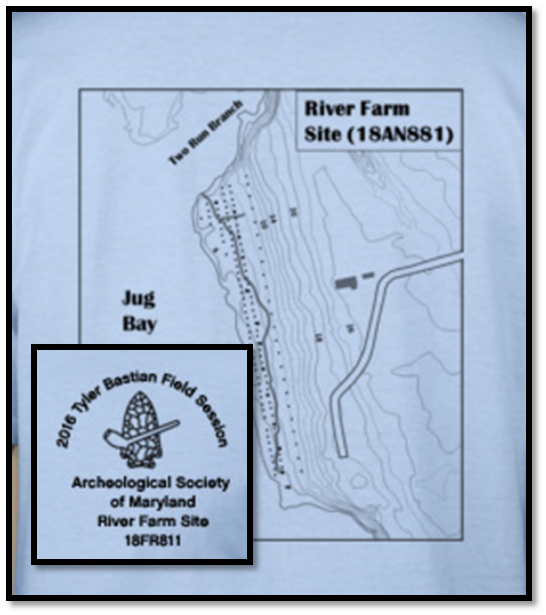 River Farm
Site (18AN881)
Two Run Branch
Jug
Bay
2016 Tyler Bastian Field Session
Archeological Society
of Maryland
River Farm Site
18FR811